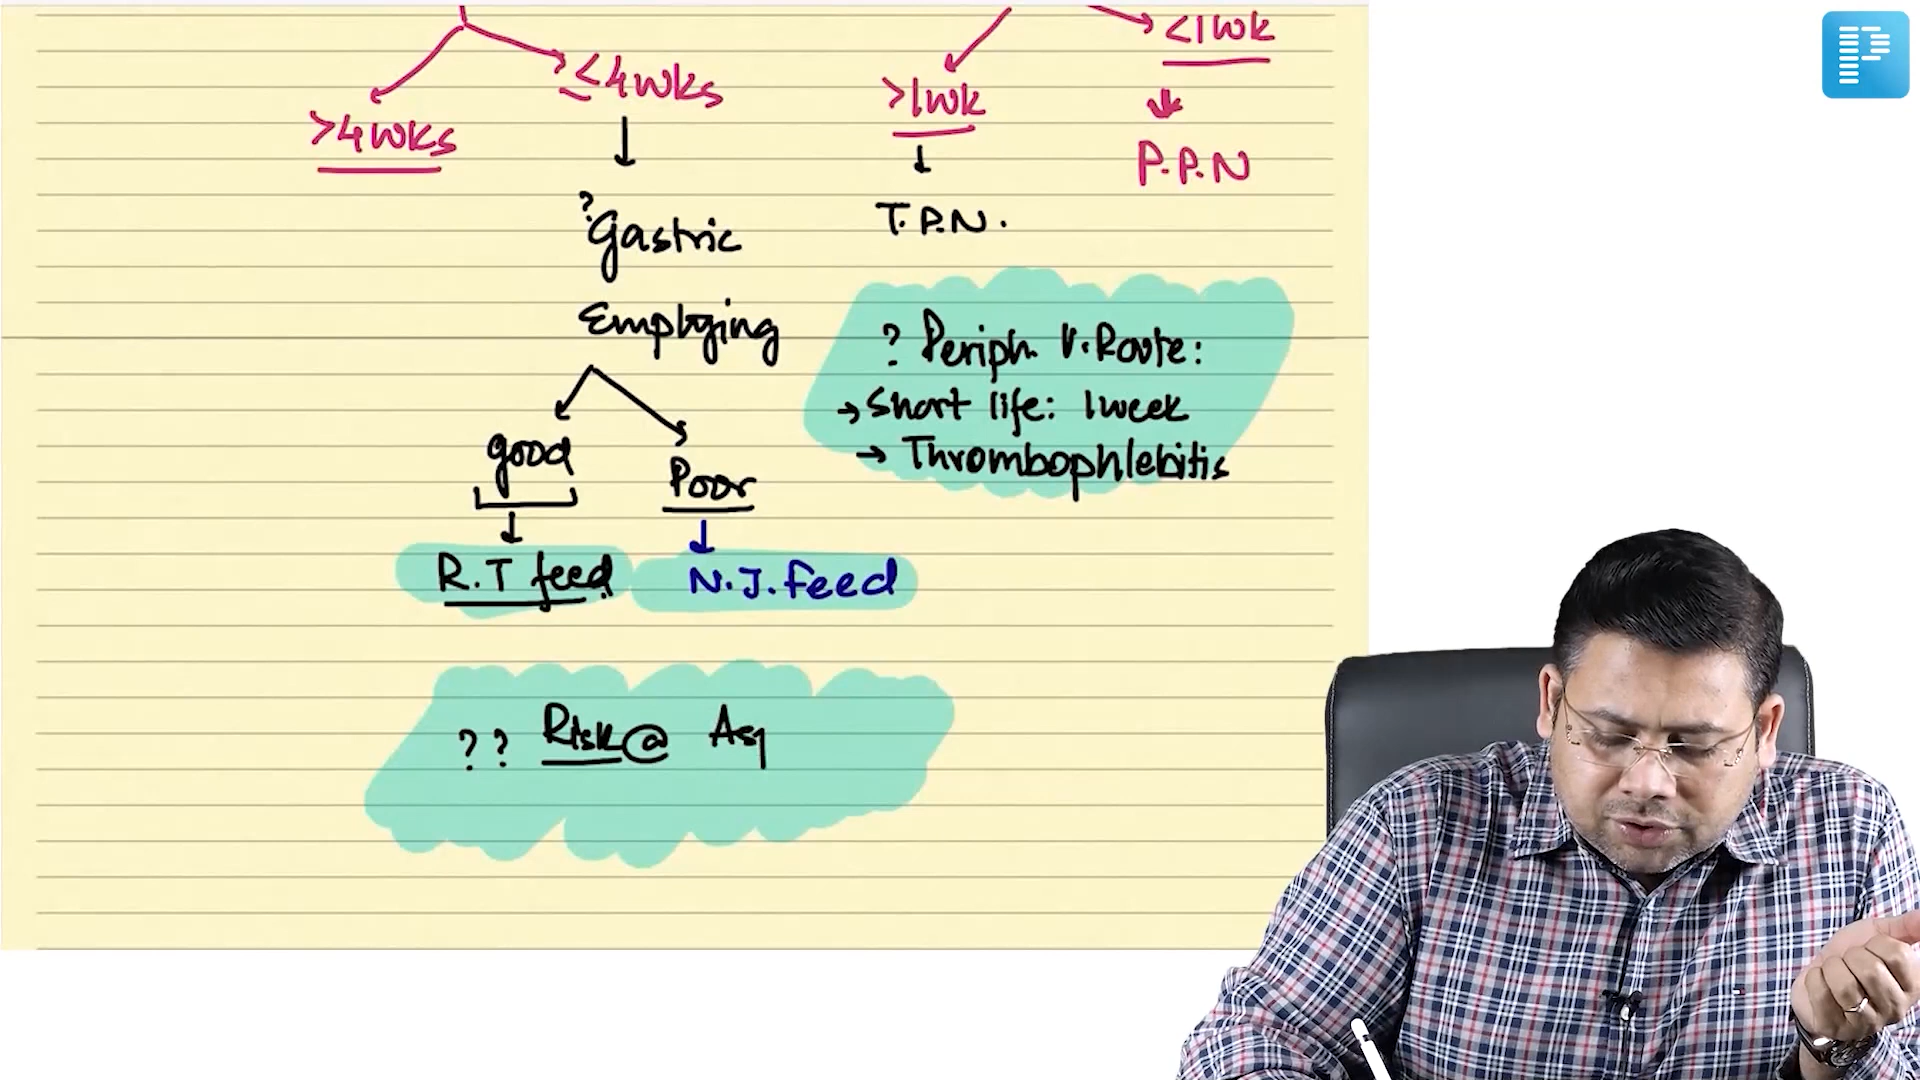 <1wk
≤4wks
>1wk
>4wks
P.P.N
?
Gastric
T.P.N.
Emptying
? Periph. V. Route:
→ Short life: 1week
→ Thrombophlebitis
good
Poor
R.T feed
N.J. feed
?? Risk @ Asp
P